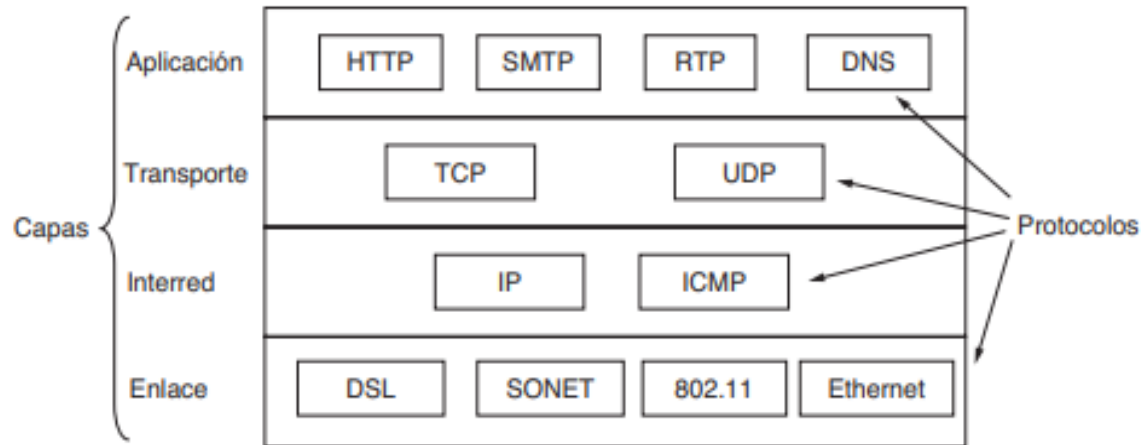 Aplicación HTTP SMTP RTP DNS
Transporte TCP UDP
Capas Protocolos
Interred IP ICMP
Enlace DSL SONET 802.11 Ethernet